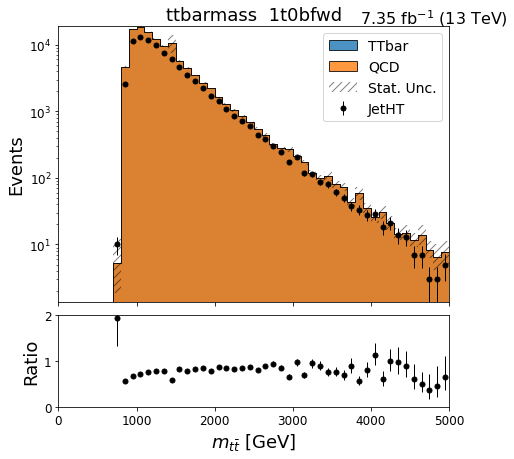 ttbarmass  1t0bfwd
7.35 fb⁻¹ (13 TeV)
TTbar
QCD
Stat. Unc.
JetHT
Events
10⁴
10³
10²
10¹
Ratio
2
1
0
0
1000
2000
3000
4000
5000
m_{tt̄} [GeV]